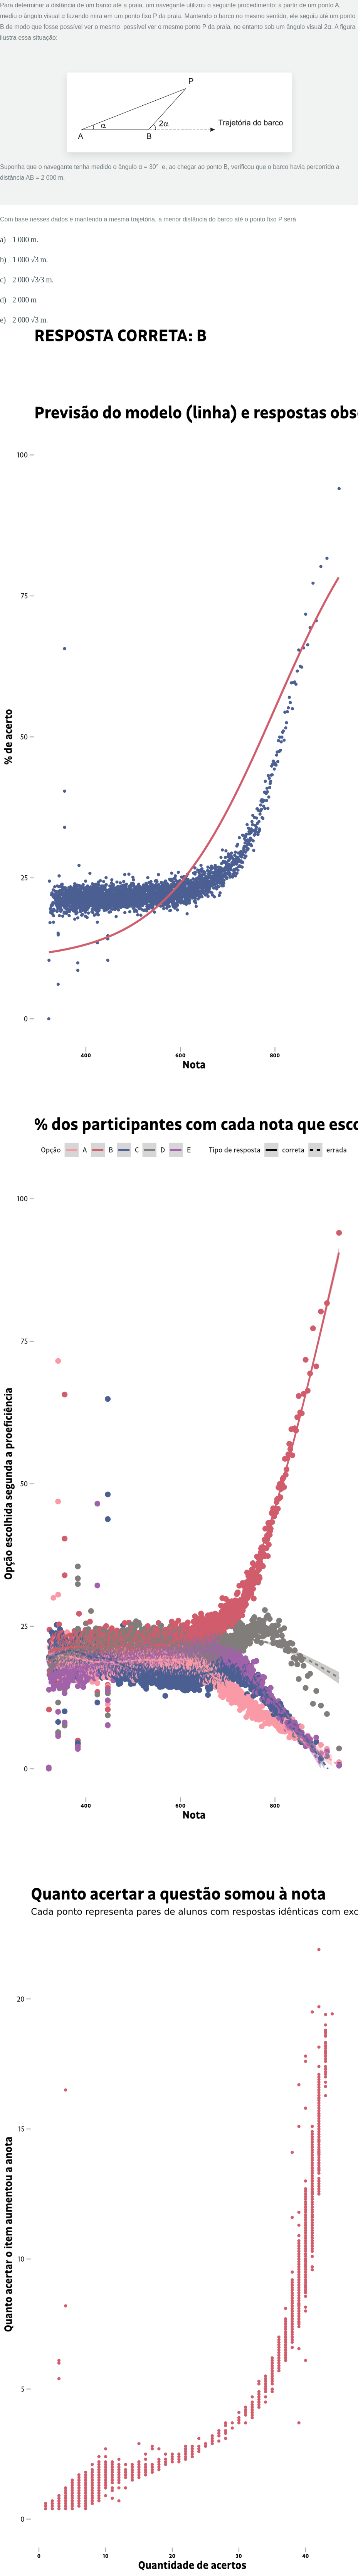 Para determinar a distância de um barco até a praia, um navegante utilizou o seguinte procedimento: a partir de um ponto A,
mediu o ângulo visual α fazendo mira em um ponto fixo P da praia. Mantendo o barco no mesmo sentido, ele seguiu até um ponto
B de modo que fosse possível ver o mesmo possível ver o mesmo ponto P da praia, no entanto sob um ângulo visual 2α. A figura
ilustra essa situação:
P
α
2α
Trajetória do barco
A
B
Suponha que o navegante tenha medido o ângulo α = 30° e, ao chegar ao ponto B, verificou que o barco havia percorrido a
distância AB = 2 000 m.
Com base nesses dados e mantendo a mesma trajetória, a menor distância do barco até o ponto fixo P será
a) 1 000 m.
b) 1 000 √3 m.
c) 2 000 √3/3 m.
d) 2 000 m
e) 2 000 √3 m.
RESPOSTA CORRETA: B
Previsão do modelo (linha) e respostas obs
100
75
50
25
0
% de acerto
400 600 800
Nota
% dos participantes com cada nota que esco
Opção A B C D E Tipo de resposta correta errada
100
75
50
25
0
Opção escolhida segunda a proeficiência
400 600 800
Nota
Quanto acertar a questão somou à nota
Cada ponto representa pares de alunos com respostas idênticas com exc
20
15
10
5
0
Quanto acertar o item aumentou a anota
0 10 20 30 40
Quantidade de acertos